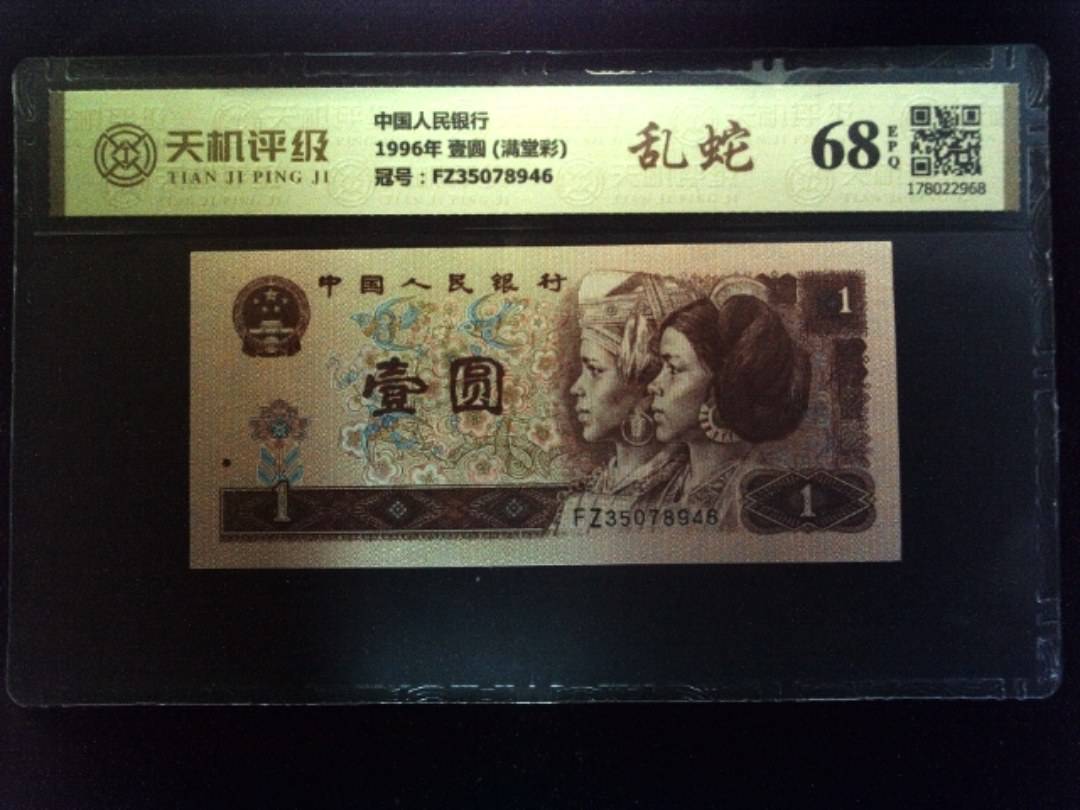 天机评级
TIAN JI PING JI
中国人民银行
1996年 壹圆 (满堂彩)
冠号：FZ35078946
乱蛇
68
EPQ
178022968
中国人民银行
1
壹圆
1
FZ35078946
1